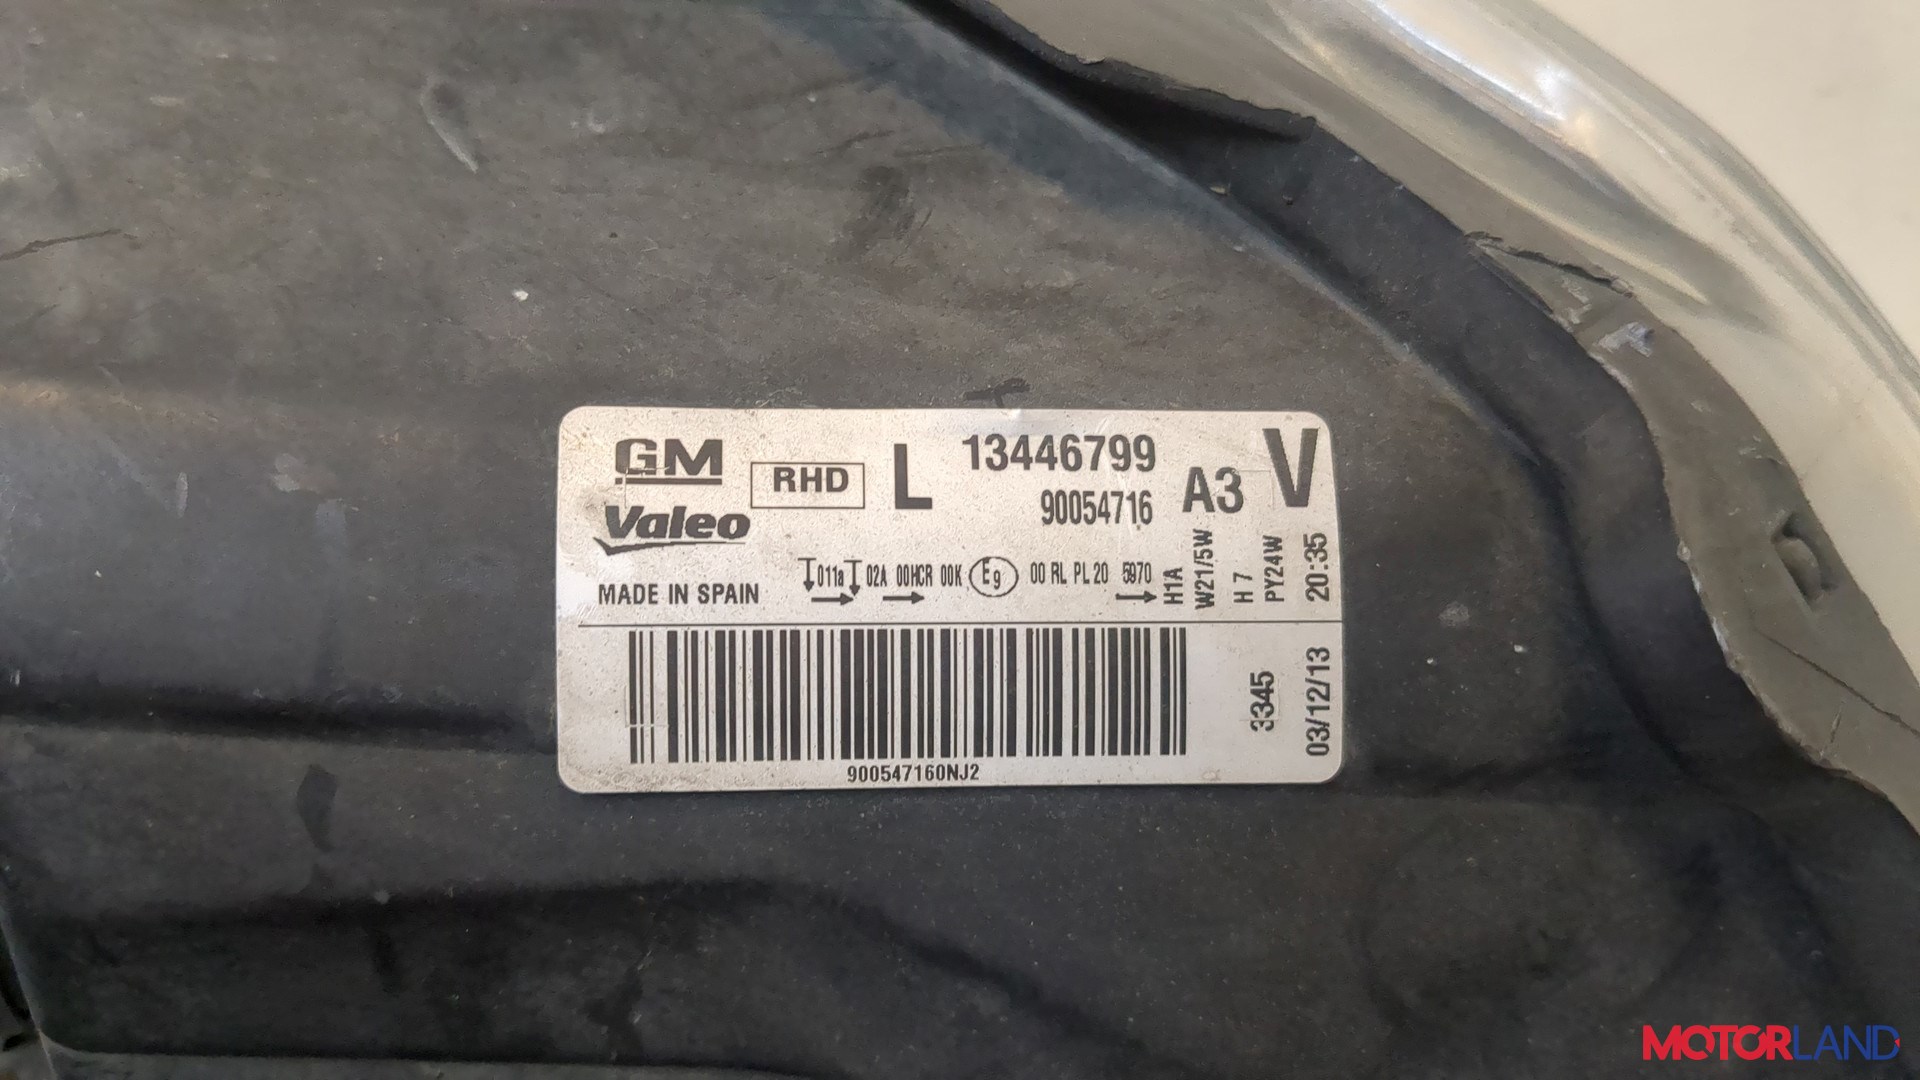 GM
Valeo
MADE IN SPAIN
RHD
L
13446799
90054716
A3
V
011a 02A 00HCR 00K E9 00 RL PL 20 5970
H1A
W21/5W
H7
PY24W
20:35
900547160NJ2
3345
03/12/13
MOTORLAND